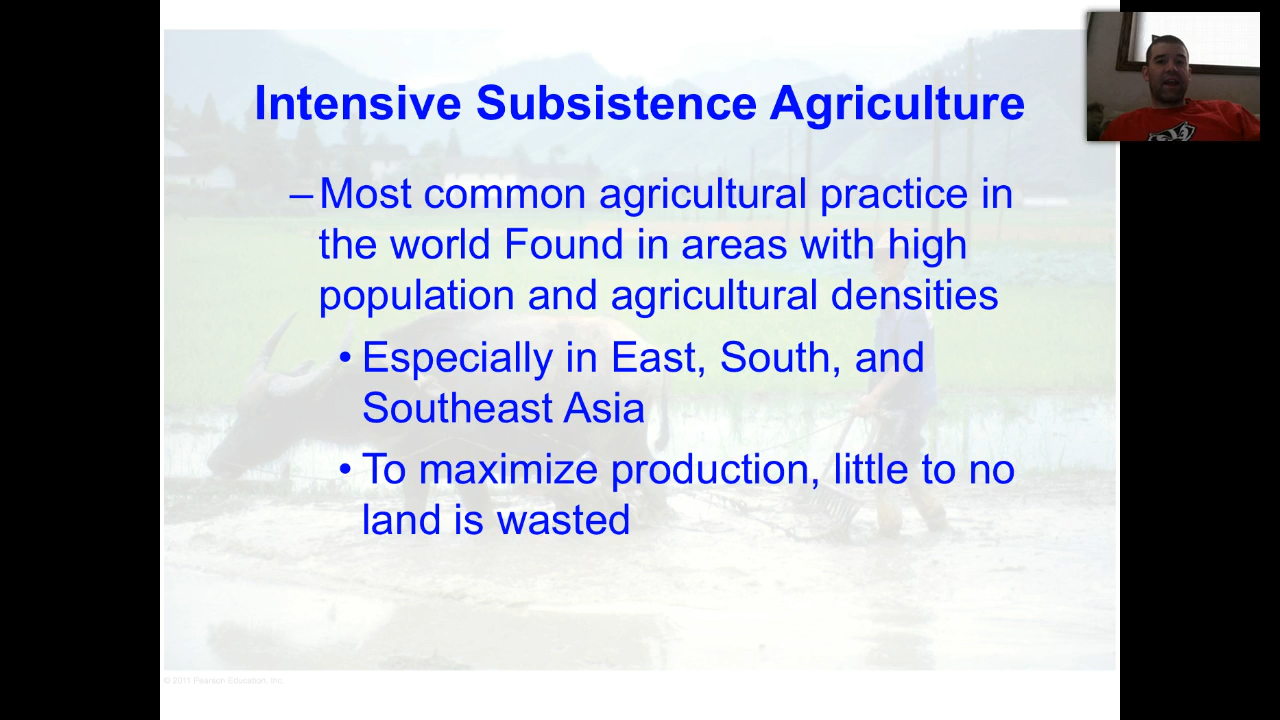 Intensive Subsistence Agriculture
– Most common agricultural practice in
the world Found in areas with high
population and agricultural densities
• Especially in East, South, and
Southeast Asia
• To maximize production, little to no
land is wasted
© 2011 Pearson Education, Inc.